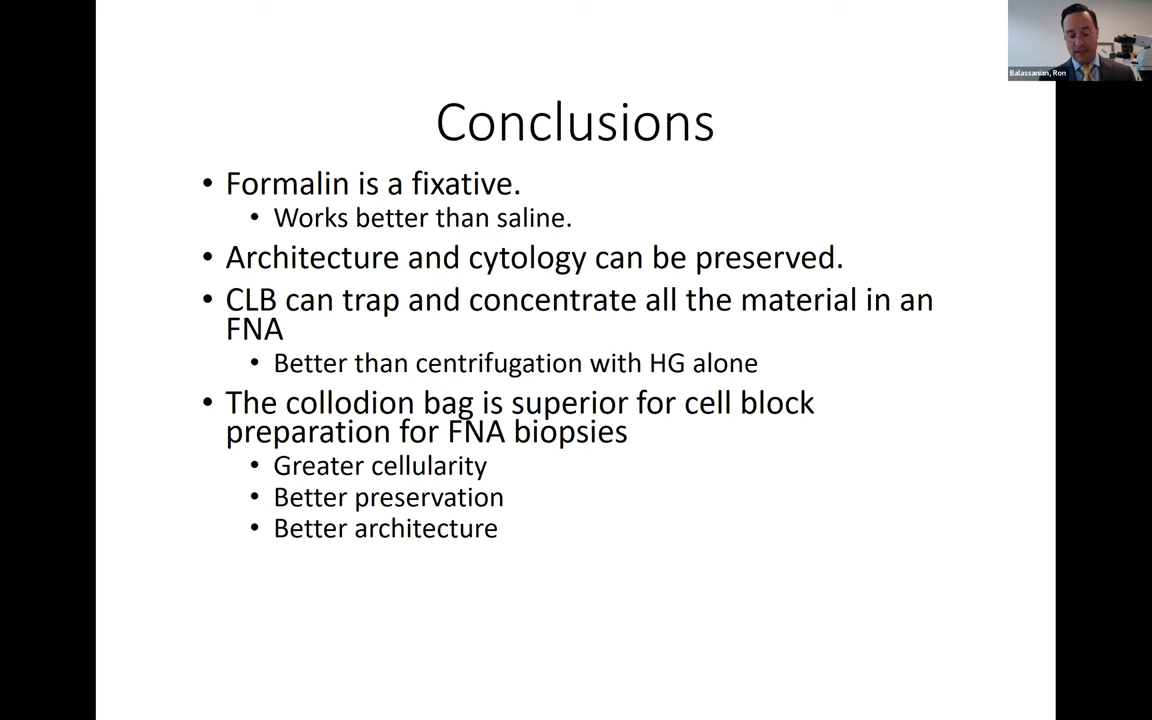 Balassanian, Ron
Conclusions
• Formalin is a fixative.
• Works better than saline.
• Architecture and cytology can be preserved.
• CLB can trap and concentrate all the material in an
FNA
• Better than centrifugation with HG alone
• The collodion bag is superior for cell block
preparation for FNA biopsies
• Greater cellularity
• Better preservation
• Better architecture